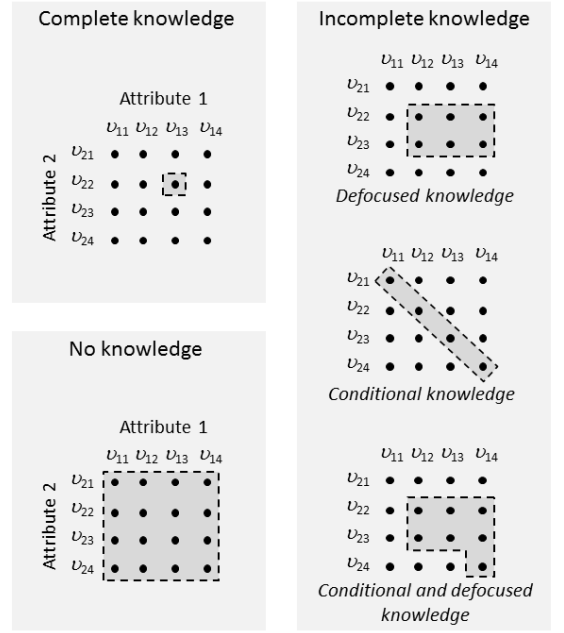 Complete knowledge
Attribute 1
υ11 υ12 υ13 υ14
Attribute 2
υ21
υ22
υ23
υ24
No knowledge
Attribute 1
υ11 υ12 υ13 υ14
Attribute 2
υ21
υ22
υ23
υ24
Incomplete knowledge
υ11 υ12 υ13 υ14
υ21
υ22
υ23
υ24
Defocused knowledge
υ11 υ12 υ13 υ14
υ21
υ22
υ23
υ24
Conditional knowledge
υ11 υ12 υ13 υ14
υ21
υ22
υ23
υ24
Conditional and defocused
knowledge